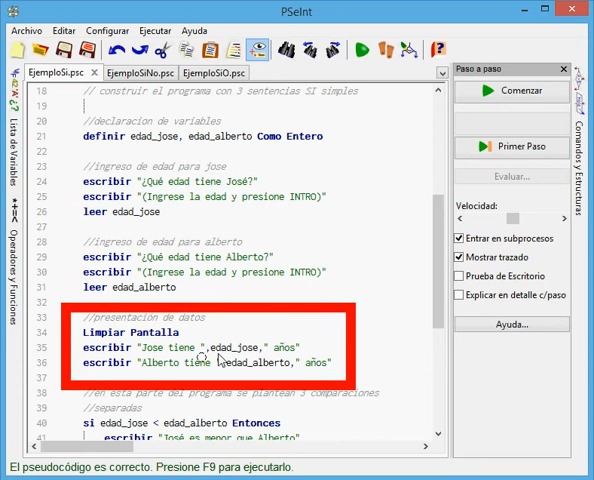 PSeInt
Archivo Editar Configurar Ejecutar Ayuda
EjemploSi.psc EjemploSiNo.psc EjemploSiO.psc
Lista de Variables
Operadores y Funciones
18 // construir el programa con 3 sentencias SI simples
19
20 //declaracion de variables
21 definir edad_jose, edad_alberto Como Entero
22
23 //ingreso de edad para jose
24 escribir "¿Qué edad tiene José?"
25 escribir "(Ingrese la edad y presione INTRO)"
26 leer edad_jose
27
28 //ingreso de edad para alberto
29 escribir "¿Qué edad tiene Alberto?"
30 escribir "(Ingrese la edad y presione INTRO)"
31 leer edad_alberto
32
33 //presentación de datos
34 Limpiar Pantalla
35 escribir "Jose tiene ",edad_jose," años"
36 escribir "Alberto tiene edad_alberto," años"
37
38 //en esta parte del programa se plantean 3 comparaciones
39 //separadas
40 si edad_jose < edad_alberto Entonces
41 escribir "José es menor que Alberto"
Paso a paso
Comenzar
Primer Paso
Evaluar...
Velocidad:
Entrar en subprocesos
Mostrar trazado
Prueba de Escritorio
Explicar en detalle c/paso
Ayuda...
Comandos y Estructuras
El pseudocódigo es correcto. Presione F9 para ejecutarlo.